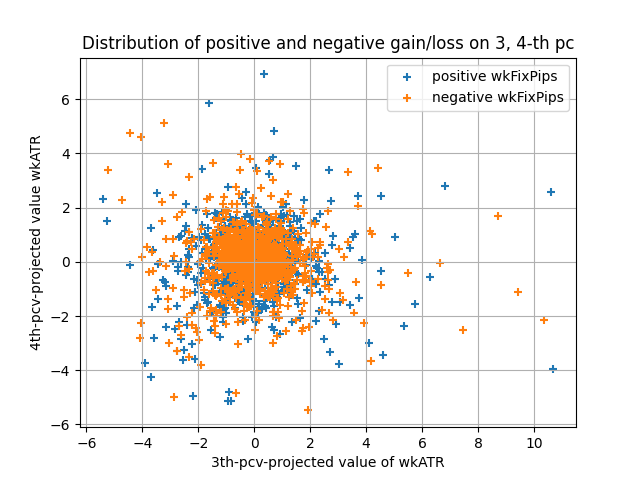 Distribution of positive and negative gain/loss on 3, 4-th pc
positive wkFixPips
negative wkFixPips
4th-pcv-projected value wkATR
6
4
2
0
−2
−4
−6
−6 −4 −2 0 2 4 6 8 10
3th-pcv-projected value of wkATR